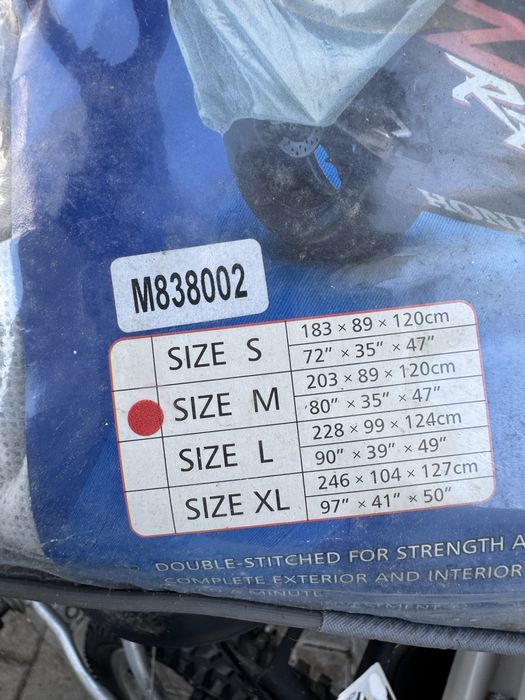 HON
M838002
SIZE S 183 × 89 × 120cm
72" × 35" × 47"
SIZE M 203 × 89 × 120cm
80" × 35" × 47"
SIZE L 228 × 99 × 124cm
90" × 39" × 49"
SIZE XL 246 × 104 × 127cm
97" × 41" × 50"
DOUBLE-STITCHED FOR STRENGTH A
COMPLETE EXTERIOR AND INTERIOR
A MINUTE